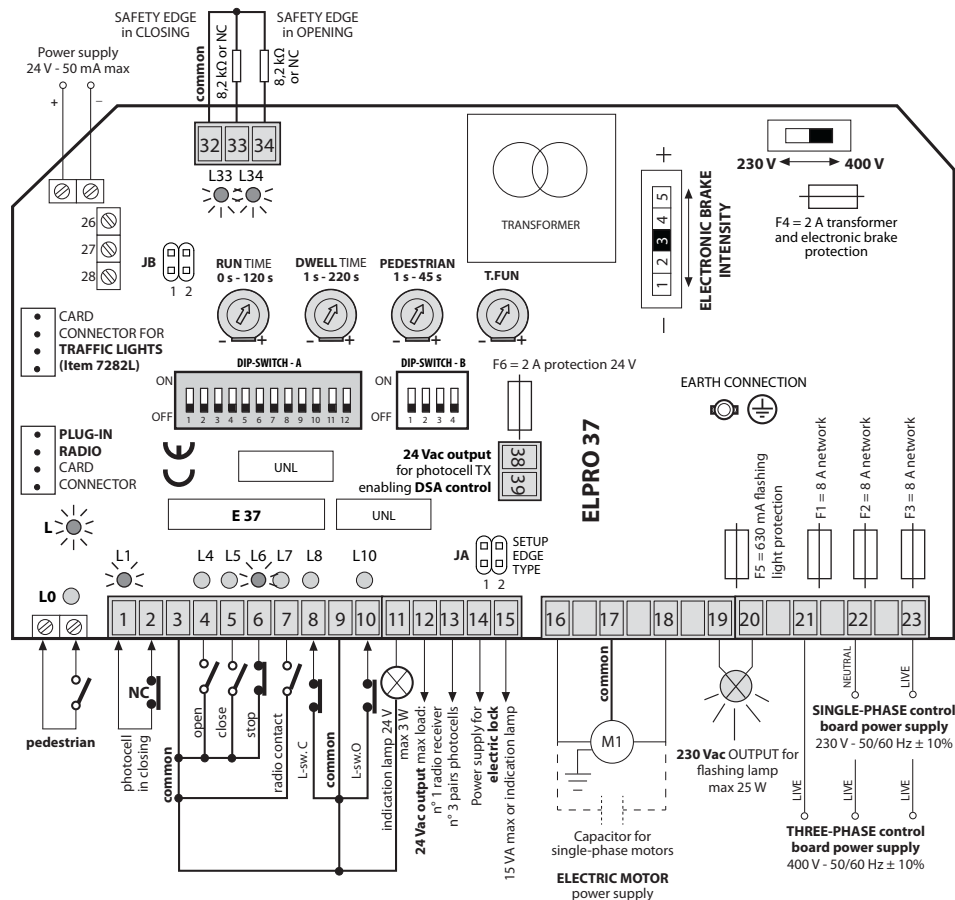 SAFETY EDGE
in CLOSING
SAFETY EDGE
in OPENING
Power supply
24 V - 50 mA max
+
–
common
8,2 kΩ or NC
8,2 kΩ
or NC
32 33 34
L33 L34
26
27
28
JB
1 2
RUN TIME
0 s - 120 s
DWELL TIME
1 s - 220 s
PEDESTRIAN
1 s - 45 s
T.FUN
- +
- +
- +
- +
TRANSFORMER
+
5
4
3
2
1
–
ELECTRONIC BRAKE
INTENSITY
230 V 400 V
F4 = 2 A transformer
and electronic brake
protection
CARD
CONNECTOR FOR
TRAFFIC LIGHTS
(Item 7282L)
DIP-SWITCH - A
ON
OFF
1 2 3 4 5 6 7 8 9 10 11 12
DIP-SWITCH - B
ON
OFF
1 2 3 4
F6 = 2 A protection 24 V
EARTH CONNECTION
PLUG-IN
RADIO
CARD
CONNECTOR
CE
UNL
24 Vac output
for photocell TX
enabling DSA control
38
39
ELPRO 37
E 37
UNL
F5 = 630 mA flashing
light protection
F1 = 8 A network
F2 = 8 A network
F3 = 8 A network
L
L0
L1
L4 L5 L6 L7 L8
L10
JA
1 2
SETUP
EDGE
TYPE
1 2 3 4 5 6 7 8 9 10 11 12 13 14 15
16 17 18 19 20 21 22 23
pedestrian
NC
photocell
in closing
common
open
close
stop
radio contact
L-sw. C
common
L-sw.O
indication lamp 24 V
max 3 W
24 Vac output max load:
n° 1 radio receiver
n° 3 pairs photocells
Power supply for
electric lock
15 VA max or indication lamp
common
M1
Capacitor for
single-phase motors
ELECTRIC MOTOR
power supply
230 Vac OUTPUT for
flashing lamp
max 25 W
NEUTRAL
LIVE
SINGLE-PHASE control
board power supply
230 V - 50/60 Hz ± 10%
LIVE
LIVE
LIVE
THREE-PHASE control
board power supply
400 V - 50/60 Hz ± 10%